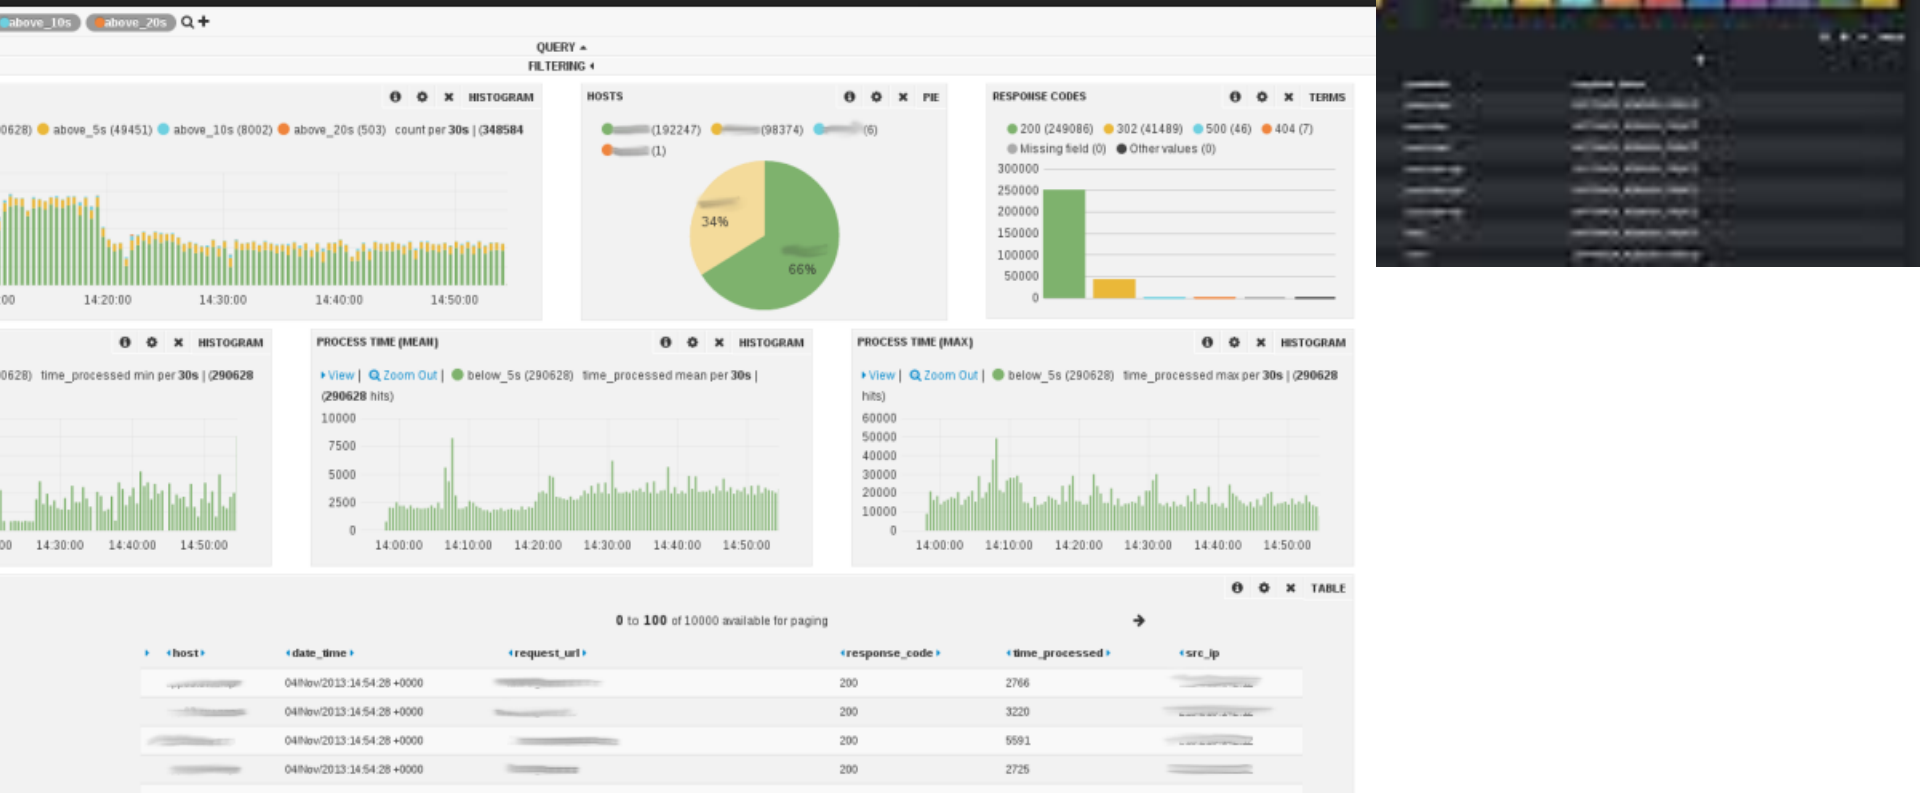 above_10s above_20s
QUERY
FILTERING
HISTOGRAM
0628) above_5s (49451) above_10s (8002) above_20s (503) count per 30s | (348584
14:20:00 14:30:00 14:40:00 14:50:00
HOSTS PIE
(192247) (98374) (6)
(1)
34%
66%
RESPONSE CODES TERMS
200 (249086) 302 (41489) 500 (46) 404 (7)
Missing field (0) Other values (0)
300000
250000
200000
150000
100000
50000
0
HISTOGRAM
0628) time_processed min per 30s | (290628
14:30:00 14:40:00 14:50:00
PROCESS TIME (MEAN) HISTOGRAM
View | Zoom Out | below_5s (290628) time_processed mean per 30s |
(290628 hits)
10000
7500
5000
2500
0
14:00:00 14:10:00 14:20:00 14:30:00 14:40:00 14:50:00
PROCESS TIME (MAX) HISTOGRAM
View | Zoom Out | below_5s (290628) time_processed max per 30s | (290628
hits)
60000
50000
40000
30000
20000
10000
0
14:00:00 14:10:00 14:20:00 14:30:00 14:40:00 14:50:00
TABLE
0 to 100 of 10000 available for paging
host date_time request_url response_code time_processed src_ip
04/Nov/2013:14:54:28 +0000 200 2766
04/Nov/2013:14:54:28 +0000 200 3220
04/Nov/2013:14:54:28 +0000 200 5591
04/Nov/2013:14:54:28 +0000 200 2725